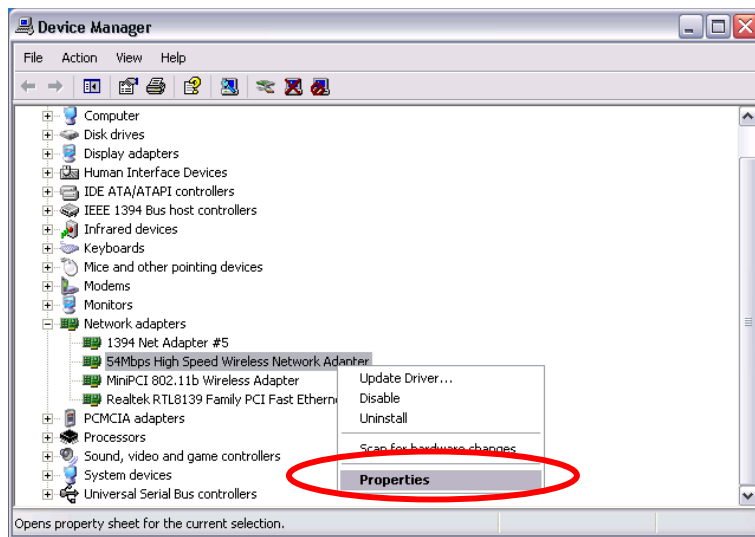 Device Manager
File Action View Help
Computer
Disk drives
Display adapters
Human Interface Devices
IDE ATA/ATAPI controllers
IEEE 1394 Bus host controllers
Infrared devices
Keyboards
Mice and other pointing devices
Modems
Monitors
Network adapters
1394 Net Adapter #5
54Mbps High Speed Wireless Network Adapter
MiniPCI 802.11b Wireless Adapter
Realtek RTL8139 Family PCI Fast Ethern
PCMCIA adapters
Processors
Sound, video and game controllers
System devices
Universal Serial Bus controllers
Update Driver...
Disable
Uninstall
Scan for hardware changes
Properties
Opens property sheet for the current selection.